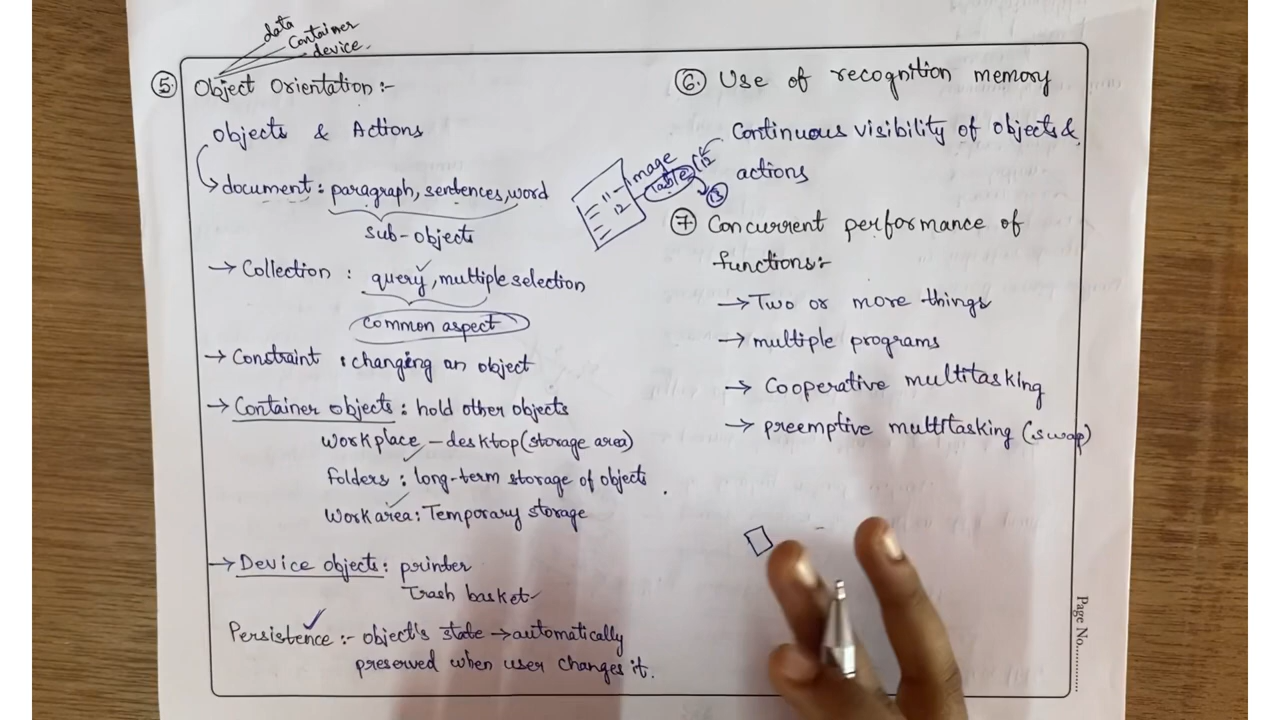 data
Container
device.
5 Object Orientation :-
Objects & Actions
document : paragraph, sentences, word
sub-objects
→ Collection : query, multiple selection
common aspect
→ Constraint : changing an object
→ Container objects : hold other objects
Workplace - desktop (storage area)
Folders : long-term storage of objects.
Work area : Temporary storage
→ Device objects : printer
Trash basket
Persistence :- object's state → automatically
preserved when user changes it.
6 Use of recognition memory
Continuous visibility of objects &
actions
11 - image
12 - table
12
13
7 Concurrent performance of
functions :-
→ Two or more things
→ multiple programs
→ Cooperative multitasking
→ preemptive multitasking (swap)
Page No............